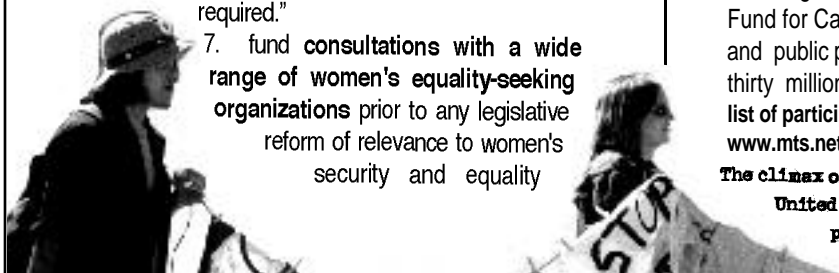 required.”
7. fund consultations with a wide
range of women's equality-seeking
organizations prior to any legislative
reform of relevance to women's
security and equality
STOP
Fund for Ca
and public p
thirty million
list of partici
www.mts.net
The climax o
United
p